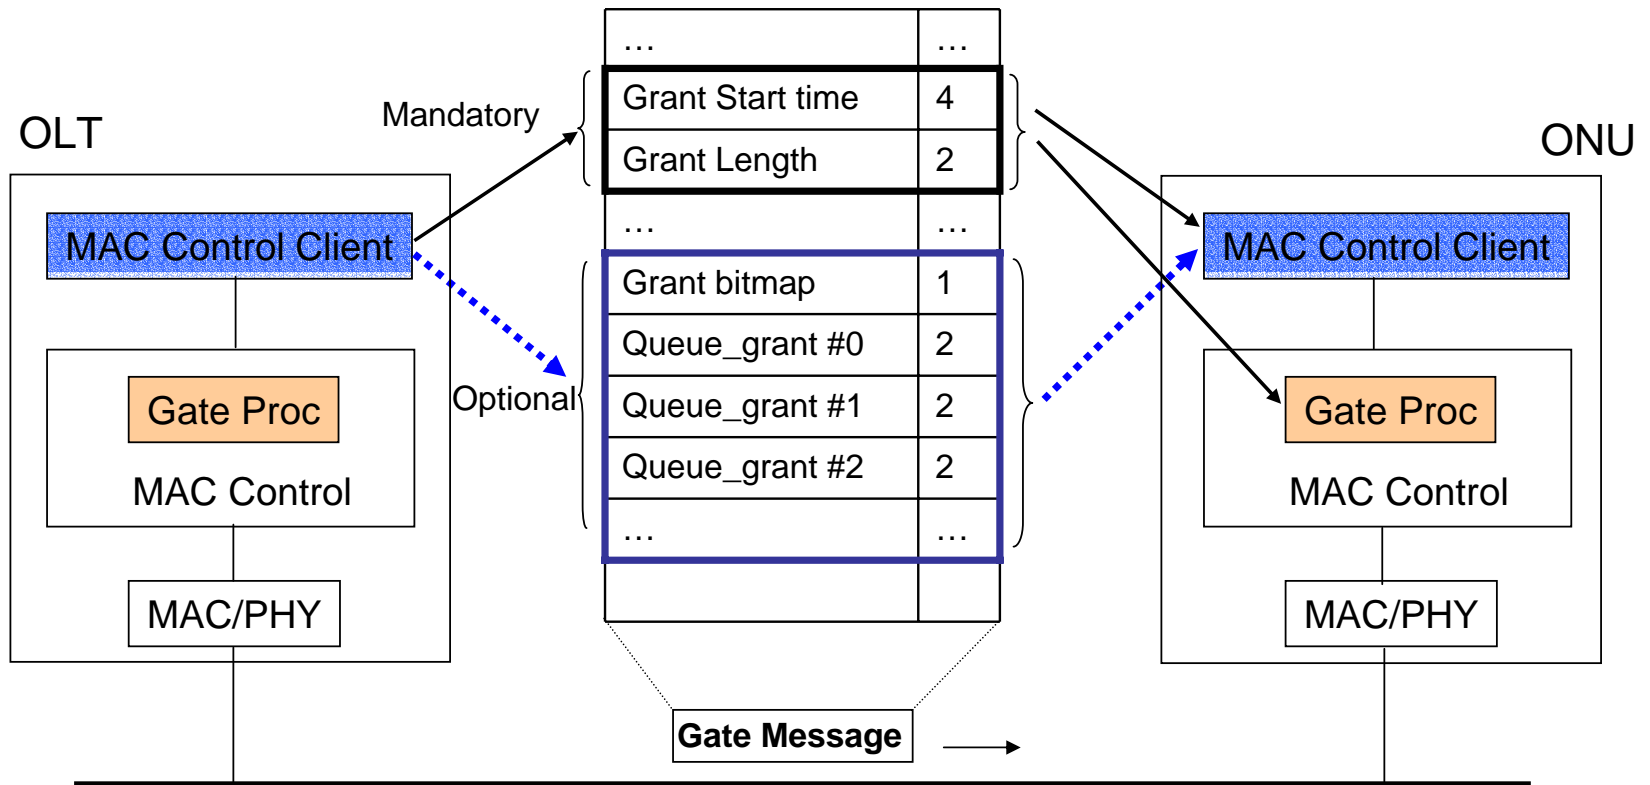 … …
Grant Start time 4
Mandatory
OLT
ONU
Grant Length 2
… …
MAC Control Client
MAC Control Client
Grant bitmap 1
Queue_grant #0 2
Optional
Queue_grant #1 2
Gate Proc
Gate Proc
Queue_grant #2 2
MAC Control
MAC Control
… …
MAC/PHY
MAC/PHY
Gate Message